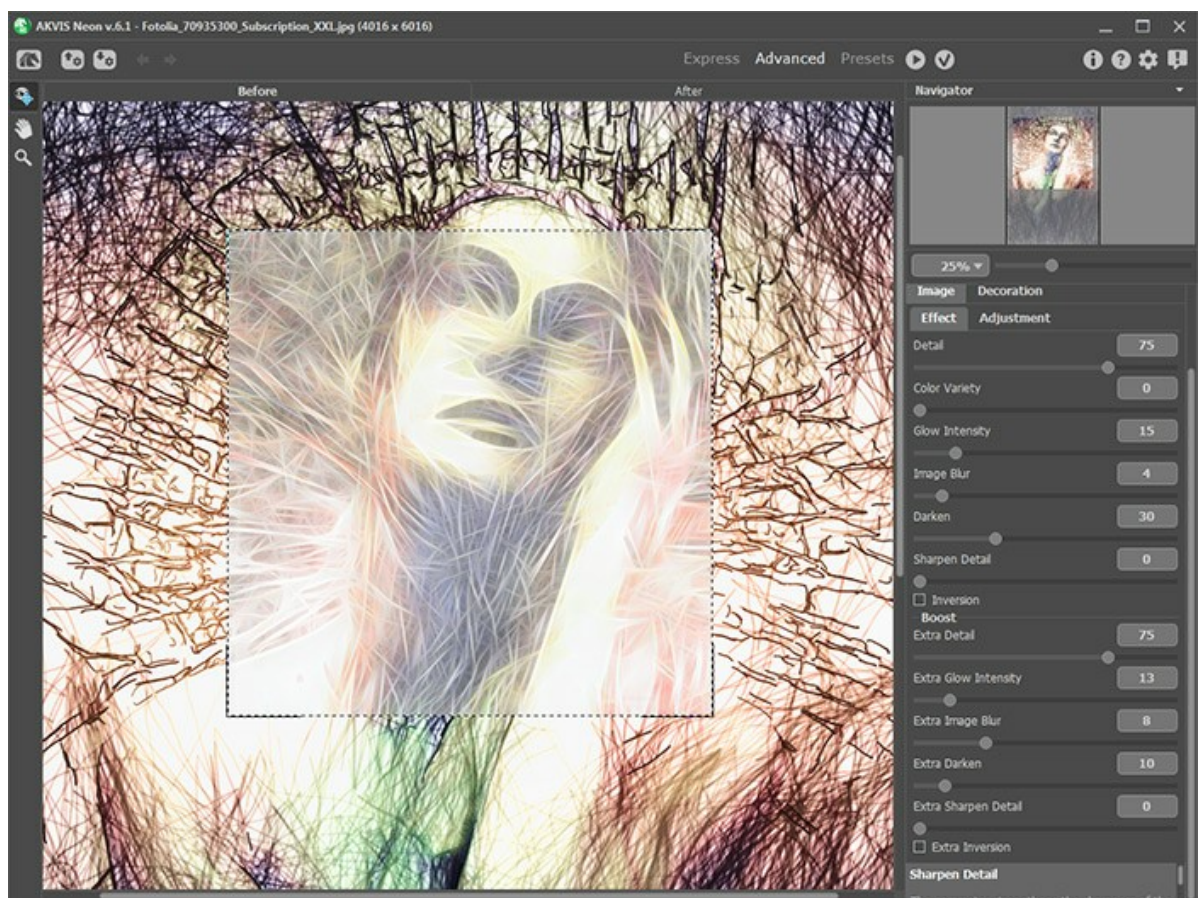 AKVIS Neon v.6.1 - Fotolia_70935300_Subscription_XXL.jpg (4016 x 6016)
Express Advanced Presets
Before After
Navigator
25%
Image Decoration
Effect Adjustment
Detail 75
Color Variety 0
Glow Intensity 15
Image Blur 4
Darken 30
Sharpen Detail 0
Inversion
Boost
Extra Detail 75
Extra Glow Intensity 13
Extra Image Blur 8
Extra Darken 10
Extra Sharpen Detail 0
Extra Inversion
Sharpen Detail